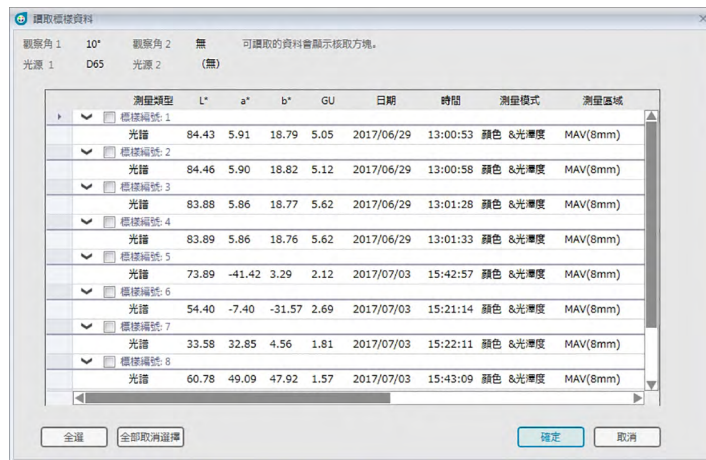 讀取標樣資料
觀察角 1 10° 觀察角 2 無 可讀取的資料會顯示核取方塊。
光源 1 D65 光源 2 (無)
測量類型 L* a* b* GU 日期 時間 測量模式 測量區域
標樣編號: 1
光譜 84.43 5.91 18.79 5.05 2017/06/29 13:00:53 顏色 &光澤度 MAV(8mm)
標樣編號: 2
光譜 84.46 5.90 18.82 5.12 2017/06/29 13:00:58 顏色 &光澤度 MAV(8mm)
標樣編號: 3
光譜 83.88 5.86 18.77 5.62 2017/06/29 13:01:28 顏色 &光澤度 MAV(8mm)
標樣編號: 4
光譜 83.89 5.86 18.76 5.62 2017/06/29 13:01:33 顏色 &光澤度 MAV(8mm)
標樣編號: 5
光譜 73.89 -41.42 3.29 2.12 2017/07/03 15:42:57 顏色 &光澤度 MAV(8mm)
標樣編號: 6
光譜 54.40 -7.40 -31.57 2.69 2017/07/03 15:21:14 顏色 &光澤度 MAV(8mm)
標樣編號: 7
光譜 33.58 32.85 4.56 1.81 2017/07/03 15:22:11 顏色 &光澤度 MAV(8mm)
標樣編號: 8
光譜 60.78 49.09 47.92 1.57 2017/07/03 15:43:09 顏色 &光澤度 MAV(8mm)
全選 全部取消選擇 確定 取消